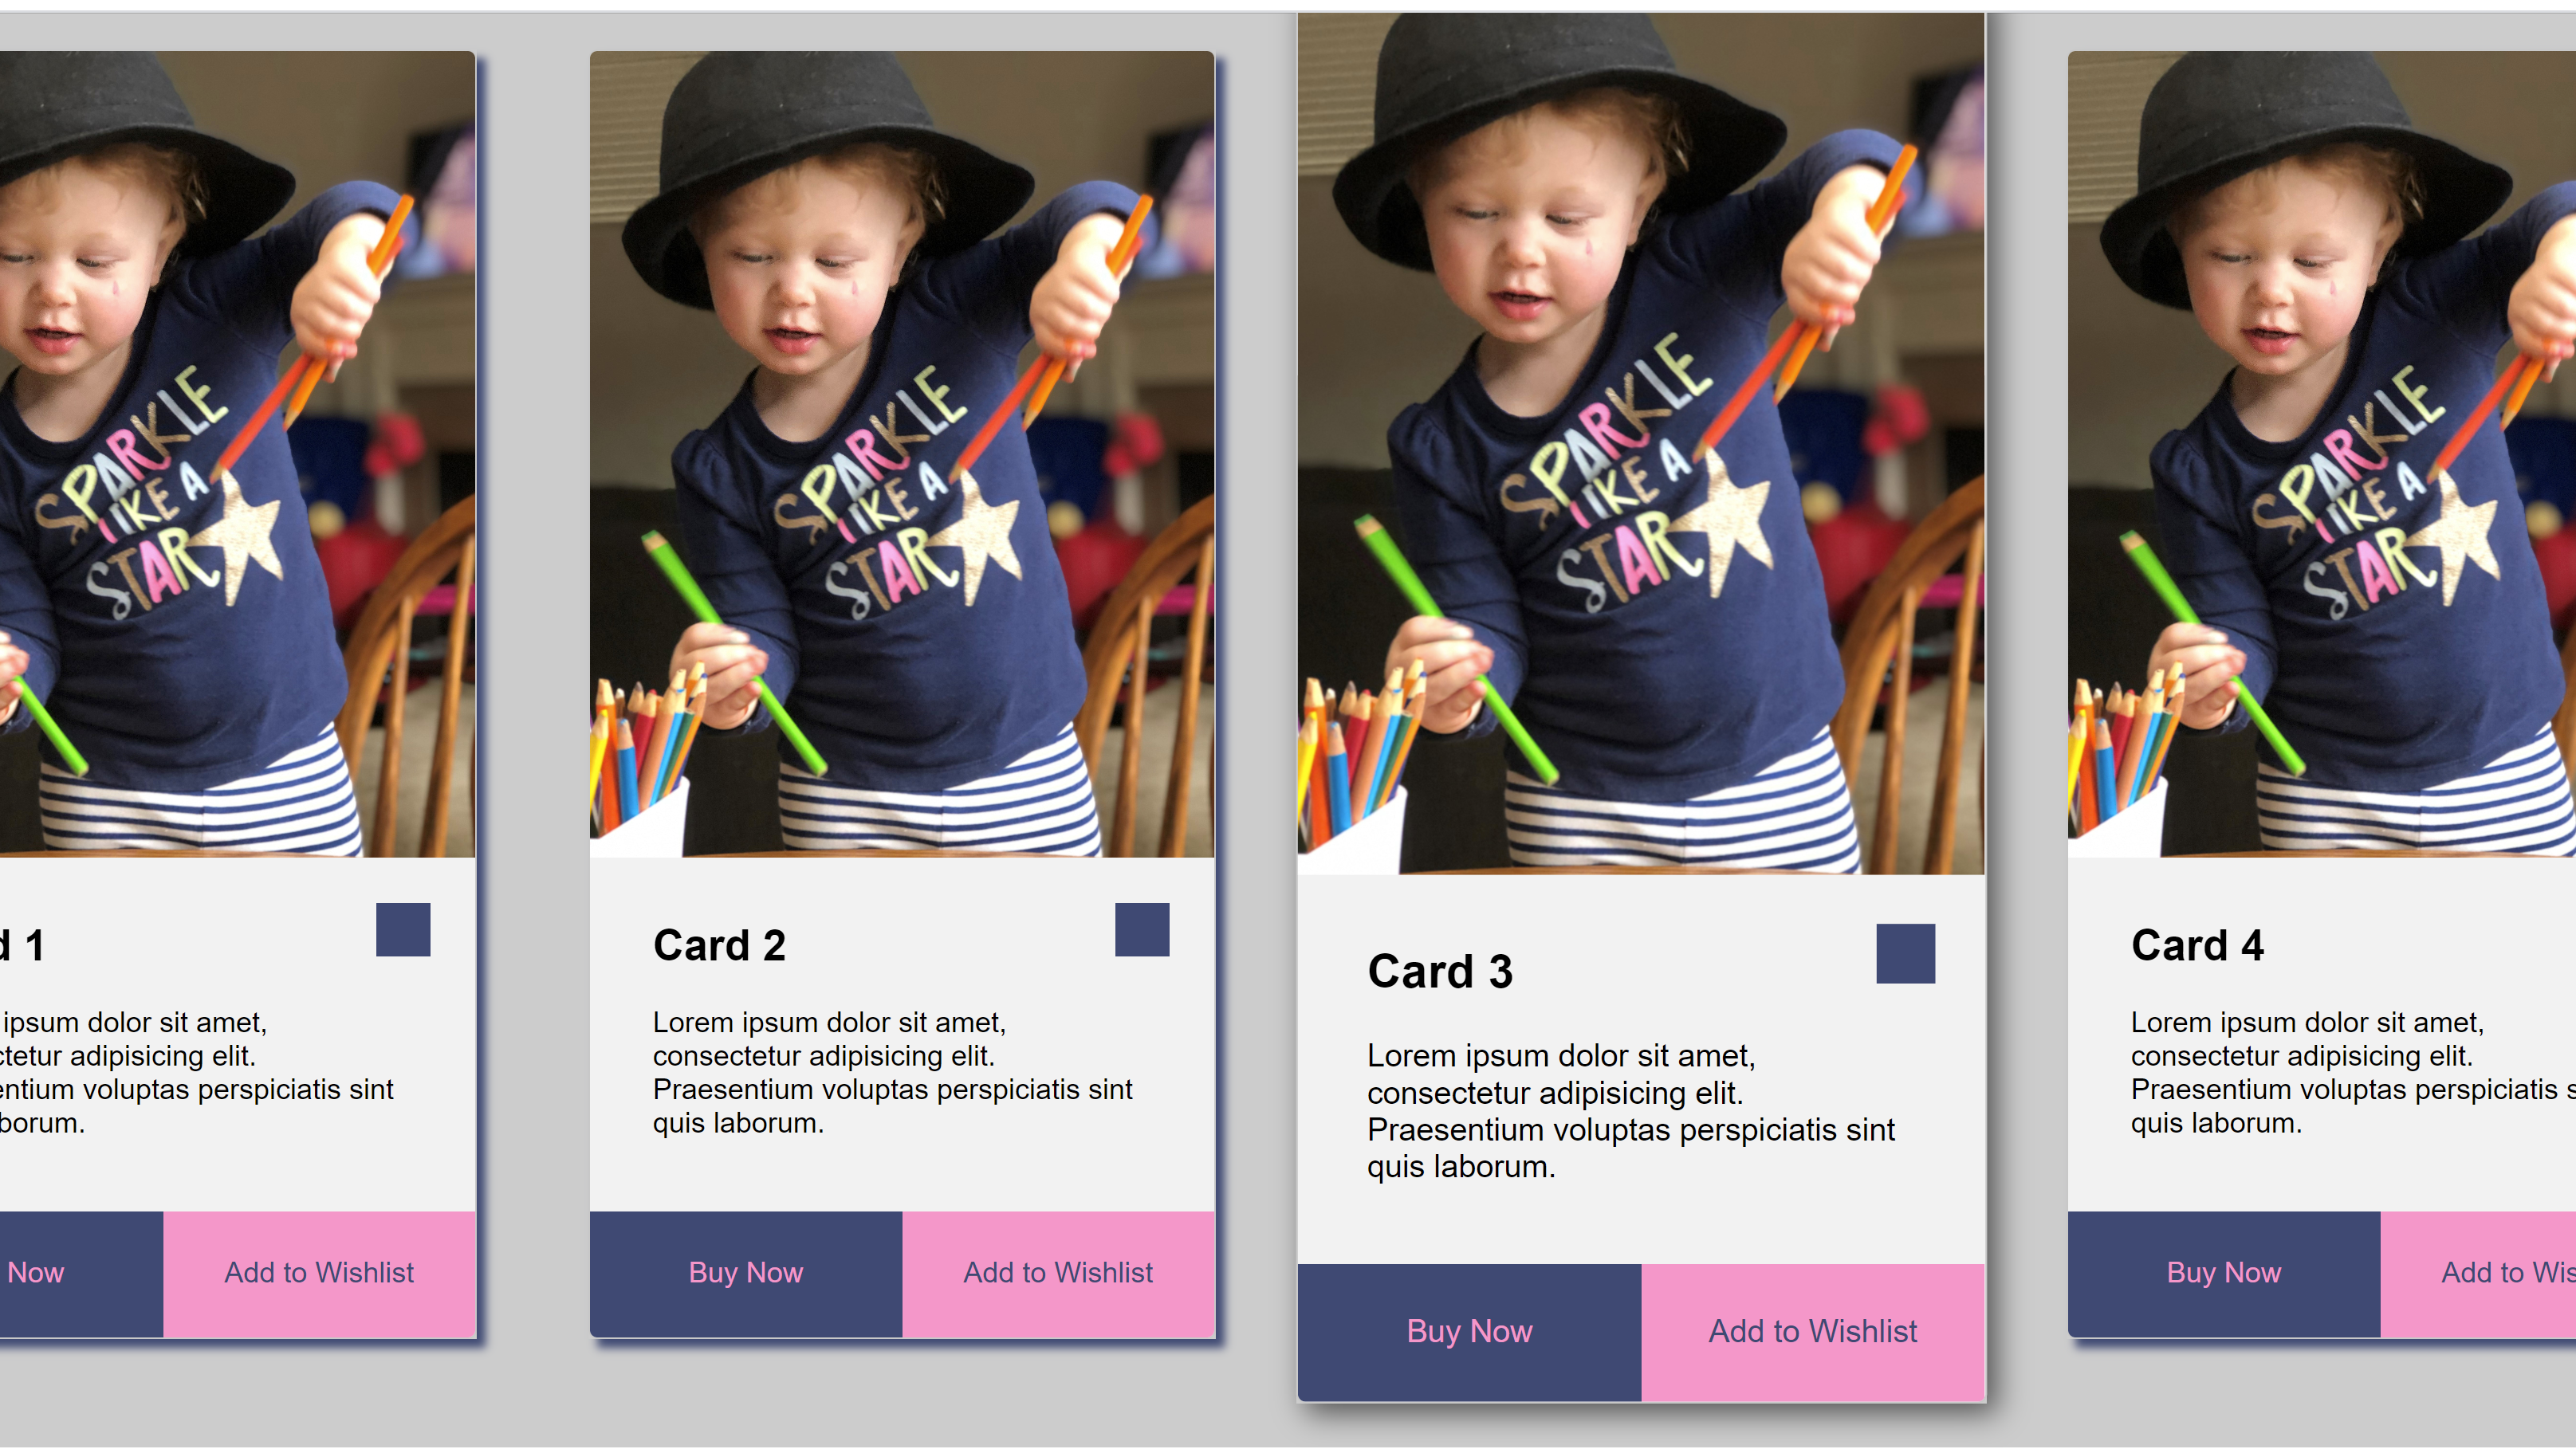 SPARKLE
LIKE A
STAR
d 1
ipsum dolor sit amet,
ctetur adipisicing elit.
entium voluptas perspiciatis sint
borum.
Now
Add to Wishlist
SPARKLE
LIKE A
STAR
Card 2
Lorem ipsum dolor sit amet,
consectetur adipisicing elit.
Praesentium voluptas perspiciatis sint
quis laborum.
Buy Now
Add to Wishlist
SPARKLE
LIKE A
STAR
Card 3
Lorem ipsum dolor sit amet,
consectetur adipisicing elit.
Praesentium voluptas perspiciatis sint
quis laborum.
Buy Now
Add to Wishlist
SPARKLE
LIKE A
STAR
Card 4
Lorem ipsum dolor sit amet,
consectetur adipisicing elit.
Praesentium voluptas perspiciatis s
quis laborum.
Buy Now
Add to Wis